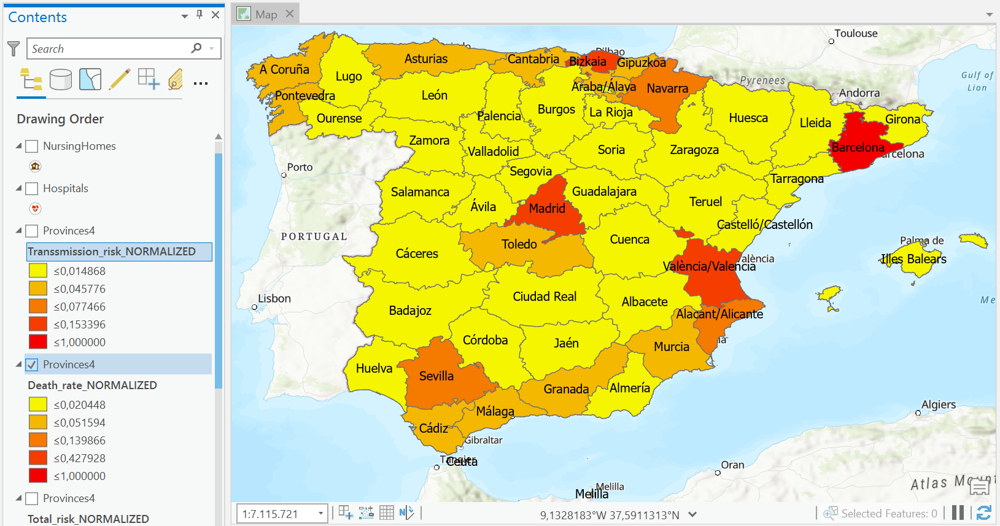 Contents
Search
Drawing Order
NursingHomes
Hospitals
Provinces4
Transsmission_risk_NORMALIZED
≤0,014868
≤0,045776
≤0,077466
≤0,153396
≤1,000000
Provinces4
Death_rate_NORMALIZED
≤0,020448
≤0,051594
≤0,139866
≤0,427928
≤1,000000
Provinces4
Total_risk_NORMALIZED
Map
Toulouse
Bilbao
A Coruña
Lugo
Asturias
Cantabria
Bizkaia
Gipuzkoa
Pyrenees
Gulf of
Lion
Andorra
Pontevedra
Ourense
León
Palencia
Burgos
Araba/Álava
La Rioja
Navarra
Huesca
Lleida
Girona
Barcelona
arcelona
Zamora
Valladolid
Soria
Zaragoza
Porto
Segovia
Tarragona
Salamanca
Ávila
Madrid
Guadalajara
Teruel
Castelló/Castellón
PORTUGAL
Cáceres
Toledo
Cuenca
Palma de
Illes Balears
València/Valencia
alència
Lisbon
Badajoz
Ciudad Real
Albacete
Alacant/Alicante
Me
Córdoba
Jaén
Murcia
Huelva
Sevilla
Granada
Almería
Málaga
Cádiz
Gibraltar
Algiers
Tangier
Ceuta
Oran
Melilla
Melilla
Atlas Mount
1:7.115.721
9,1328183°W 37,5911313°N
Selected Features: 0